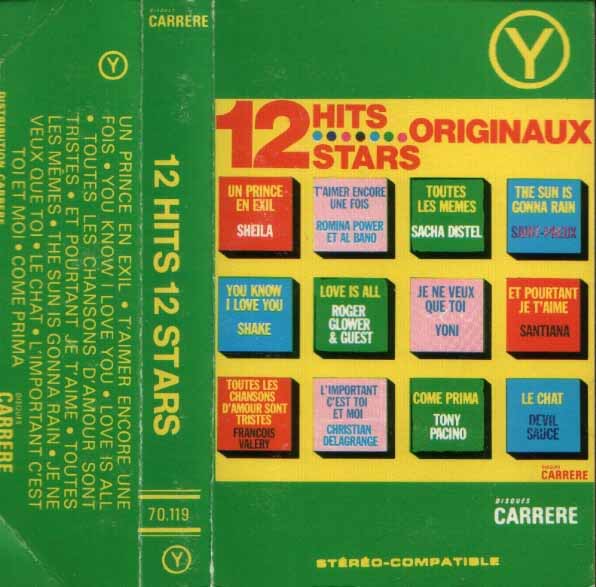 DISTRIBUTION CARRERE
Y
UN PRINCE EN EXIL • T'AIMER ENCORE UNE
FOIS • YOU KNOW I LOVE YOU • LOVE IS ALL
• TOUTES LES CHANSONS D'AMOUR SONT
TRISTES • ET POURTANT JE T'AIME • TOUTES
LES MEMES • THE SUN IS GONNA RAIN • JE NE
VEUX QUE TOI • LE CHAT • L'IMPORTANT C'EST
TOI ET MOI • COME PRIMA
DISQUES
CARRERE
DISQUES
CARRERE
12 HITS 12 STARS
70.119
Y
Y
12 HITS
STARS
ORIGINAUX
UN PRINCE
EN EXIL
SHEILA
T'AIMER ENCORE
UNE FOIS
ROMINA POWER
ET AL BANO
TOUTES
LES MEMES
SACHA DISTEL
THE SUN IS
GONNA RAIN
SAINT-PREUX
YOU KNOW
I LOVE YOU
SHAKE
LOVE IS ALL
ROGER
GLOWER
& GUEST
JE NE VEUX
QUE TOI
YONI
ET POURTANT
JE T'AIME
SANTIANA
TOUTES LES
CHANSONS
D'AMOUR SONT
TRISTES
FRANCOIS
VALERY
L'IMPORTANT
C'EST TOI
ET MOI
CHRISTIAN
DELAGRANGE
COME PRIMA
TONY
PACINO
LE CHAT
DEVIL
SAUCE
DISQUES
CARRERE
DISQUES
CARRERE
STÉRÉO-COMPATIBLE